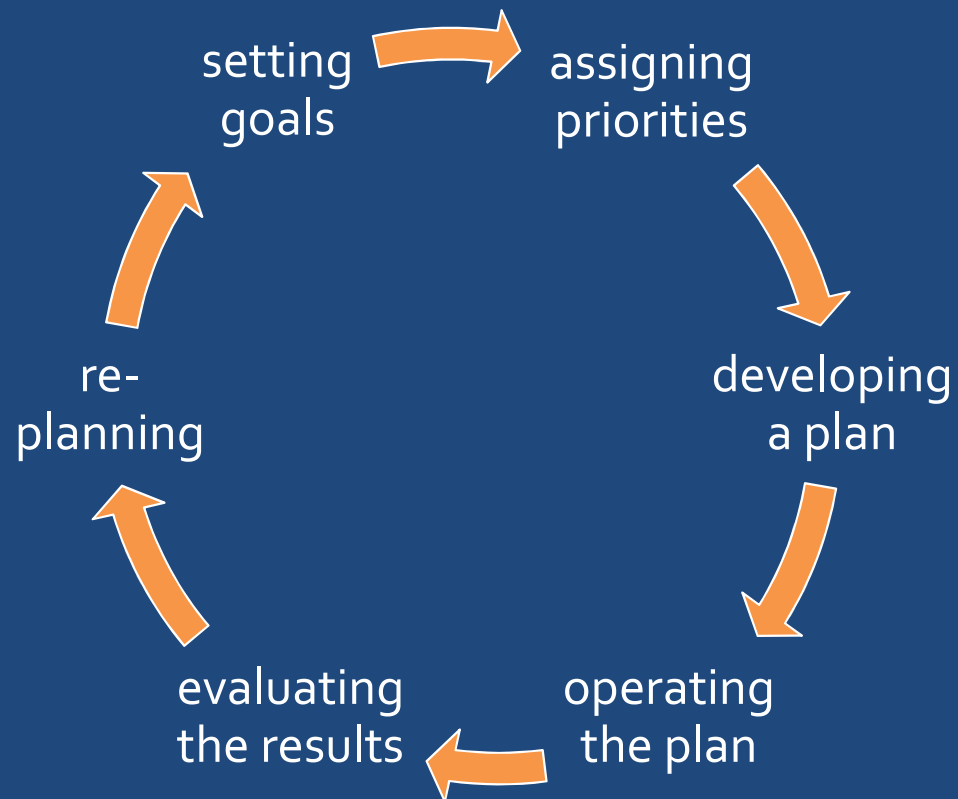 setting
goals
assigning
priorities
developing
a plan
operating
the plan
evaluating
the results
re-
planning